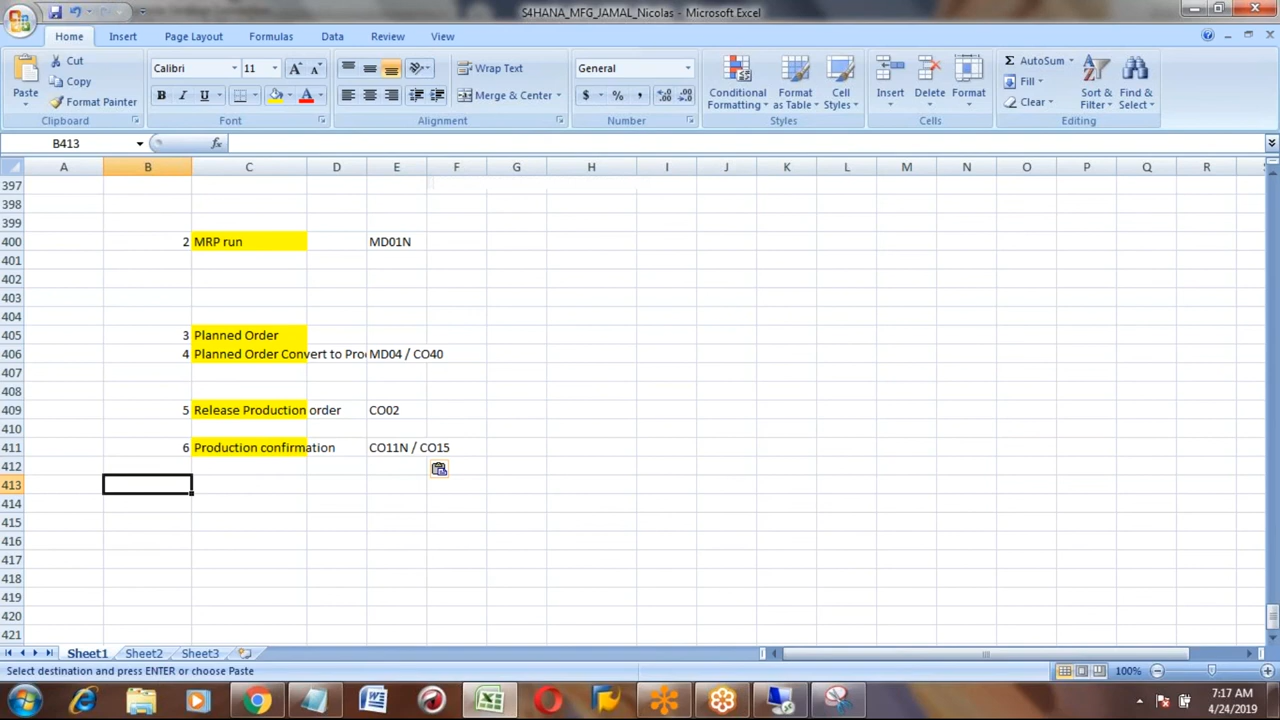 S4HANA_MFG_JAMAL_Nicolas - Microsoft Excel
Home Insert Page Layout Formulas Data Review View
Paste Cut Copy Format Painter Clipboard
Calibri 11 B I U Font
Wrap Text Merge & Center Alignment
General $ % , Number
Conditional Formatting Format as Table Cell Styles Styles
Insert Delete Format Cells
Σ AutoSum Fill Clear Sort & Filter Find & Select Editing
B413 fx
A B C D E F G H I J K L M N O P Q R
397
398
399
400 2 MRP run MD01N
401
402
403
404
405 3 Planned Order
406 4 Planned Order Convert to Pro MD04 / CO40
407
408
409 5 Release Production order CO02
410
411 6 Production confirmation CO11N / CO15
412
413
414
415
416
417
418
419
420
421
Sheet1 Sheet2 Sheet3
Select destination and press ENTER or choose Paste 100%
7:17 AM
4/24/2019